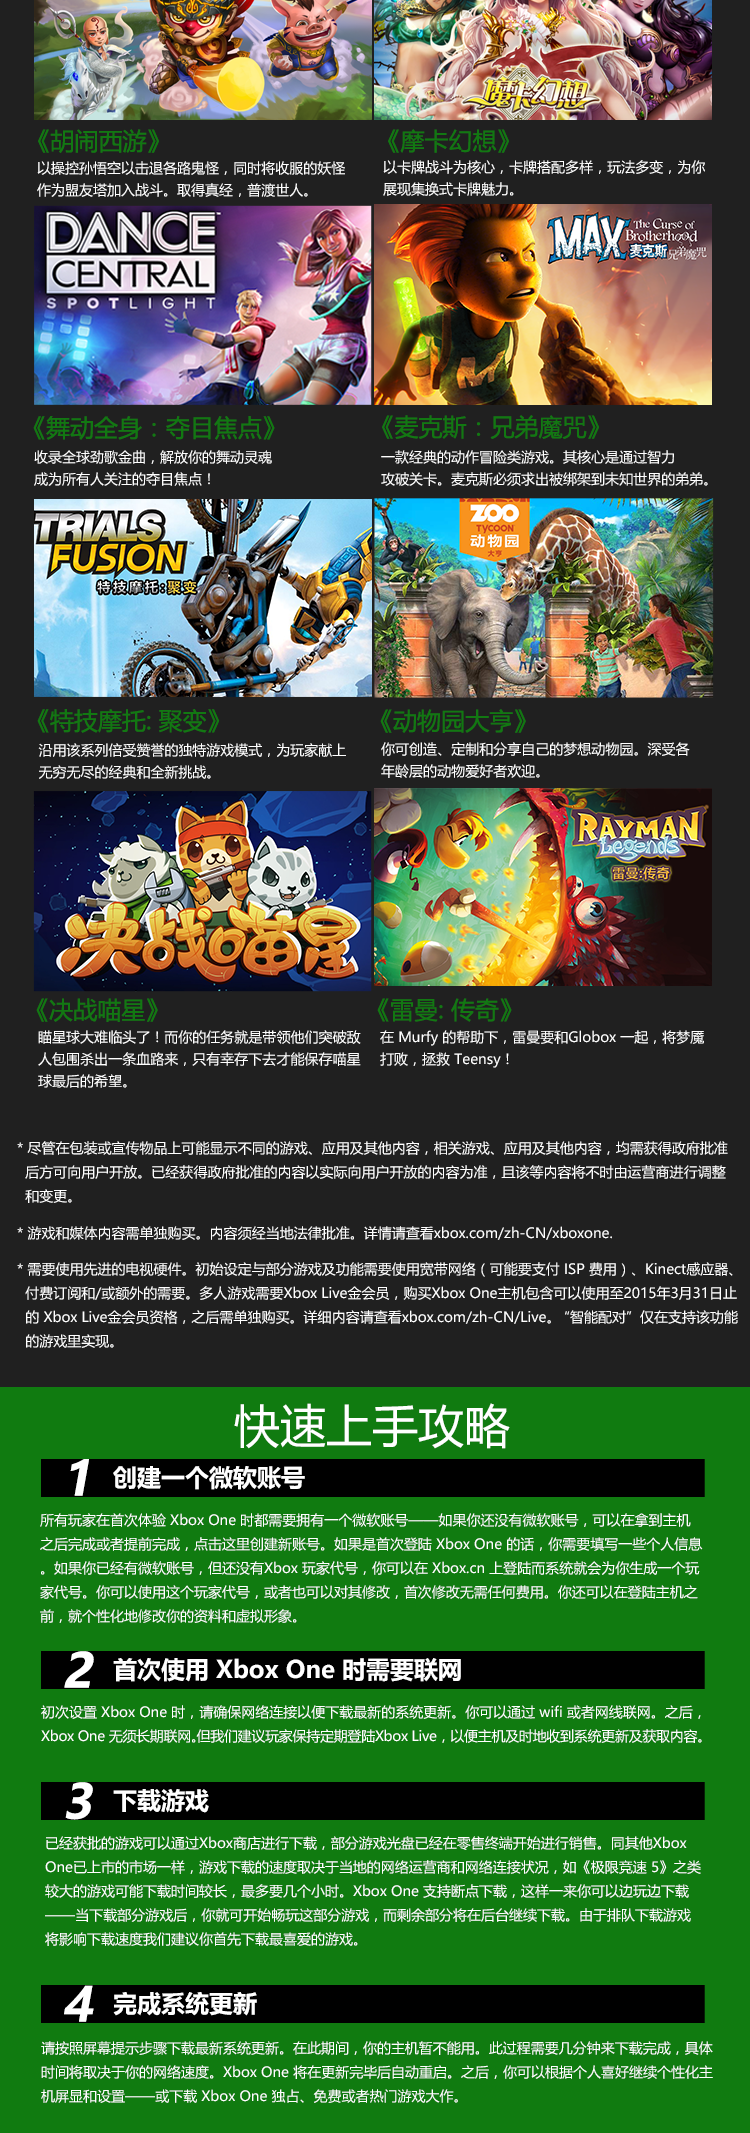 魔卡幻想
《胡闹西游》
以操控孙悟空以击退各路鬼怪，同时将收服的妖怪
作为盟友塔加入战斗。取得真经，普渡世人。
《摩卡幻想》
以卡牌战斗为核心，卡牌搭配多样，玩法多变，为你
展现集换式卡牌魅力。
DANCE
CENTRAL
SPOTLIGHT
MAX The Curse of
Brotherhood
麦克斯 兄弟魔咒
《舞动全身：夺目焦点》
收录全球劲歌金曲，解放你的舞动灵魂
成为所有人关注的夺目焦点！
《麦克斯：兄弟魔咒》
一款经典的动作冒险类游戏。其核心是通过智力
攻破关卡。麦克斯必须求出被绑架到未知世界的弟弟。
TRIALS
FUSION
特技摩托:聚变
ZOO
TYCOON
动物园
大亨
《特技摩托: 聚变》
沿用该系列倍受赞誉的独特游戏模式，为玩家献上
无穷无尽的经典和全新挑战。
《动物园大亨》
你可创造、定制和分享自己的梦想动物园。深受各
年龄层的动物爱好者欢迎。
决战喵星
RAYMAN
Legends
雷曼:传奇
《决战喵星》
瞄星球大难临头了！而你的任务就是带领他们突破敌
人包围杀出一条血路来，只有幸存下去才能保存喵星
球最后的希望。
《雷曼: 传奇》
在 Murfy 的帮助下，雷曼要和Globox 一起，将梦魇
打败，拯救 Teensy！
* 尽管在包装或宣传物品上可能显示不同的游戏、应用及其他内容，相关游戏、应用及其他内容，均需获得政府批准
后方可向用户开放。已经获得政府批准的内容以实际向用户开放的内容为准，且该等内容将不时由运营商进行调整
和变更。
* 游戏和媒体内容需单独购买。内容须经当地法律批准。详情请查看xbox.com/zh-CN/xboxone.
* 需要使用先进的电视硬件。初始设定与部分游戏及功能需要使用宽带网络（可能要支付 ISP 费用）、Kinect感应器、
付费订阅和/或额外的需要。多人游戏需要Xbox Live金会员，购买Xbox One主机包含可以使用至2015年3月31日止
的 Xbox Live金会员资格，之后需单独购买。详细内容请查看xbox.com/zh-CN/Live。“智能配对”仅在支持该功能
的游戏里实现。
快速上手攻略
1 创建一个微软账号
所有玩家在首次体验 Xbox One 时都需要拥有一个微软账号——如果你还没有微软账号，可以在拿到主机
之后完成或者提前完成，点击这里创建新账号。如果是首次登陆 Xbox One 的话，你需要填写一些个人信息
。如果你已经有微软账号，但还没有Xbox 玩家代号，你可以在 Xbox.cn 上登陆而系统就会为你生成一个玩
家代号。你可以使用这个玩家代号，或者也可以对其修改，首次修改无需任何费用。你还可以在登陆主机之
前，就个性化地修改你的资料和虚拟形象。
2 首次使用 Xbox One 时需要联网
初次设置 Xbox One 时，请确保网络连接以便下载最新的系统更新。你可以通过 wifi 或者网线联网。之后，
Xbox One 无须长期联网。但我们建议玩家保持定期登陆Xbox Live，以便主机及时地收到系统更新及获取内容。
3 下载游戏
已经获批的游戏可以通过Xbox商店进行下载，部分游戏光盘已经在零售终端开始进行销售。同其他Xbox
One已上市的市场一样，游戏下载的速度取决于当地的网络运营商和网络连接状况，如《极限竞速 5》之类
较大的游戏可能下载时间较长，最多要几个小时。Xbox One 支持断点下载，这样一来你可以边玩边下载
——当下载部分游戏后，你就可开始畅玩这部分游戏，而剩余部分将在后台继续下载。由于排队下载游戏
将影响下载速度我们建议你首先下载最喜爱的游戏。
4 完成系统更新
请按照屏幕提示步骤下载最新系统更新。在此期间，你的主机暂不能用。此过程需要几分钟来下载完成，具体
时间将取决于你的网络速度。Xbox One 将在更新完毕后自动重启。之后，你可以根据个人喜好继续个性化主
机屏显和设置——或下载 Xbox One 独占、免费或者热门游戏大作。